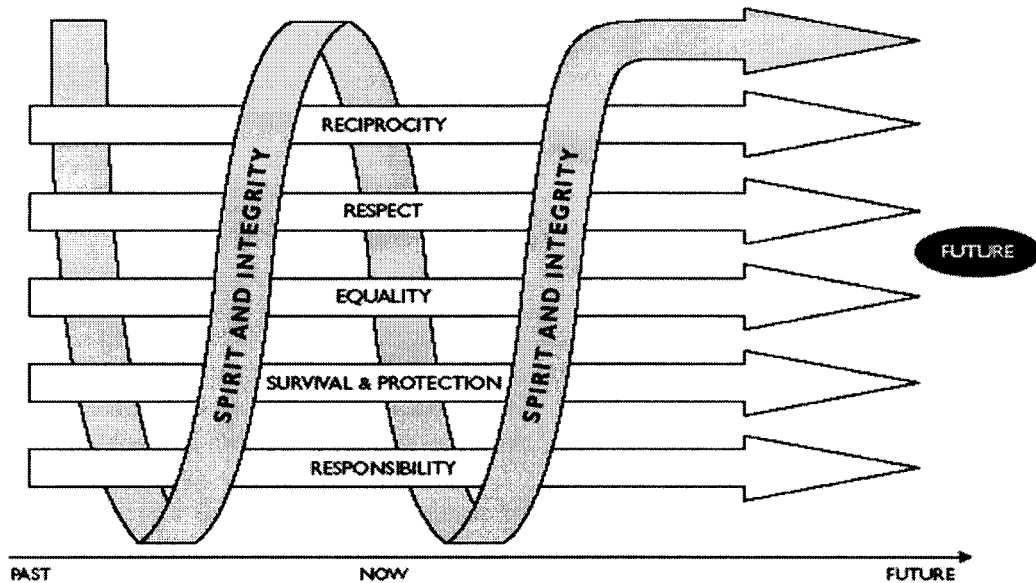 RECIPROCITY
SPIRIT AND INTEGRITY
SPIRIT AND INTEGRITY
RESPECT
FUTURE
EQUALITY
SURVIVAL & PROTECTION
RESPONSIBILITY
PAST
NOW
FUTURE